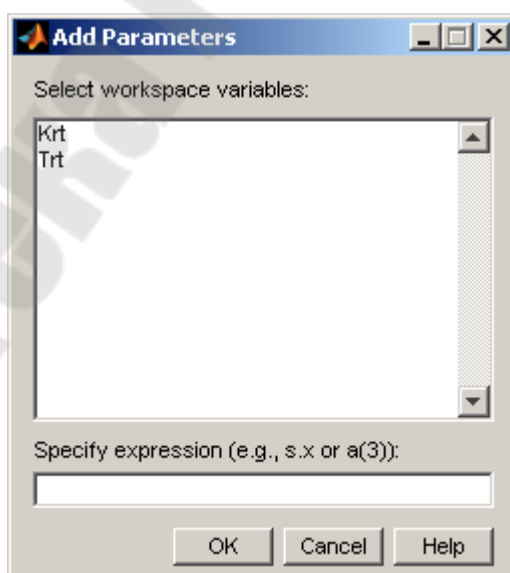 Add Parameters
Select workspace variables:
Krt
Trt
Specify expression (e.g., s.x or a(3)):
OK Cancel Help